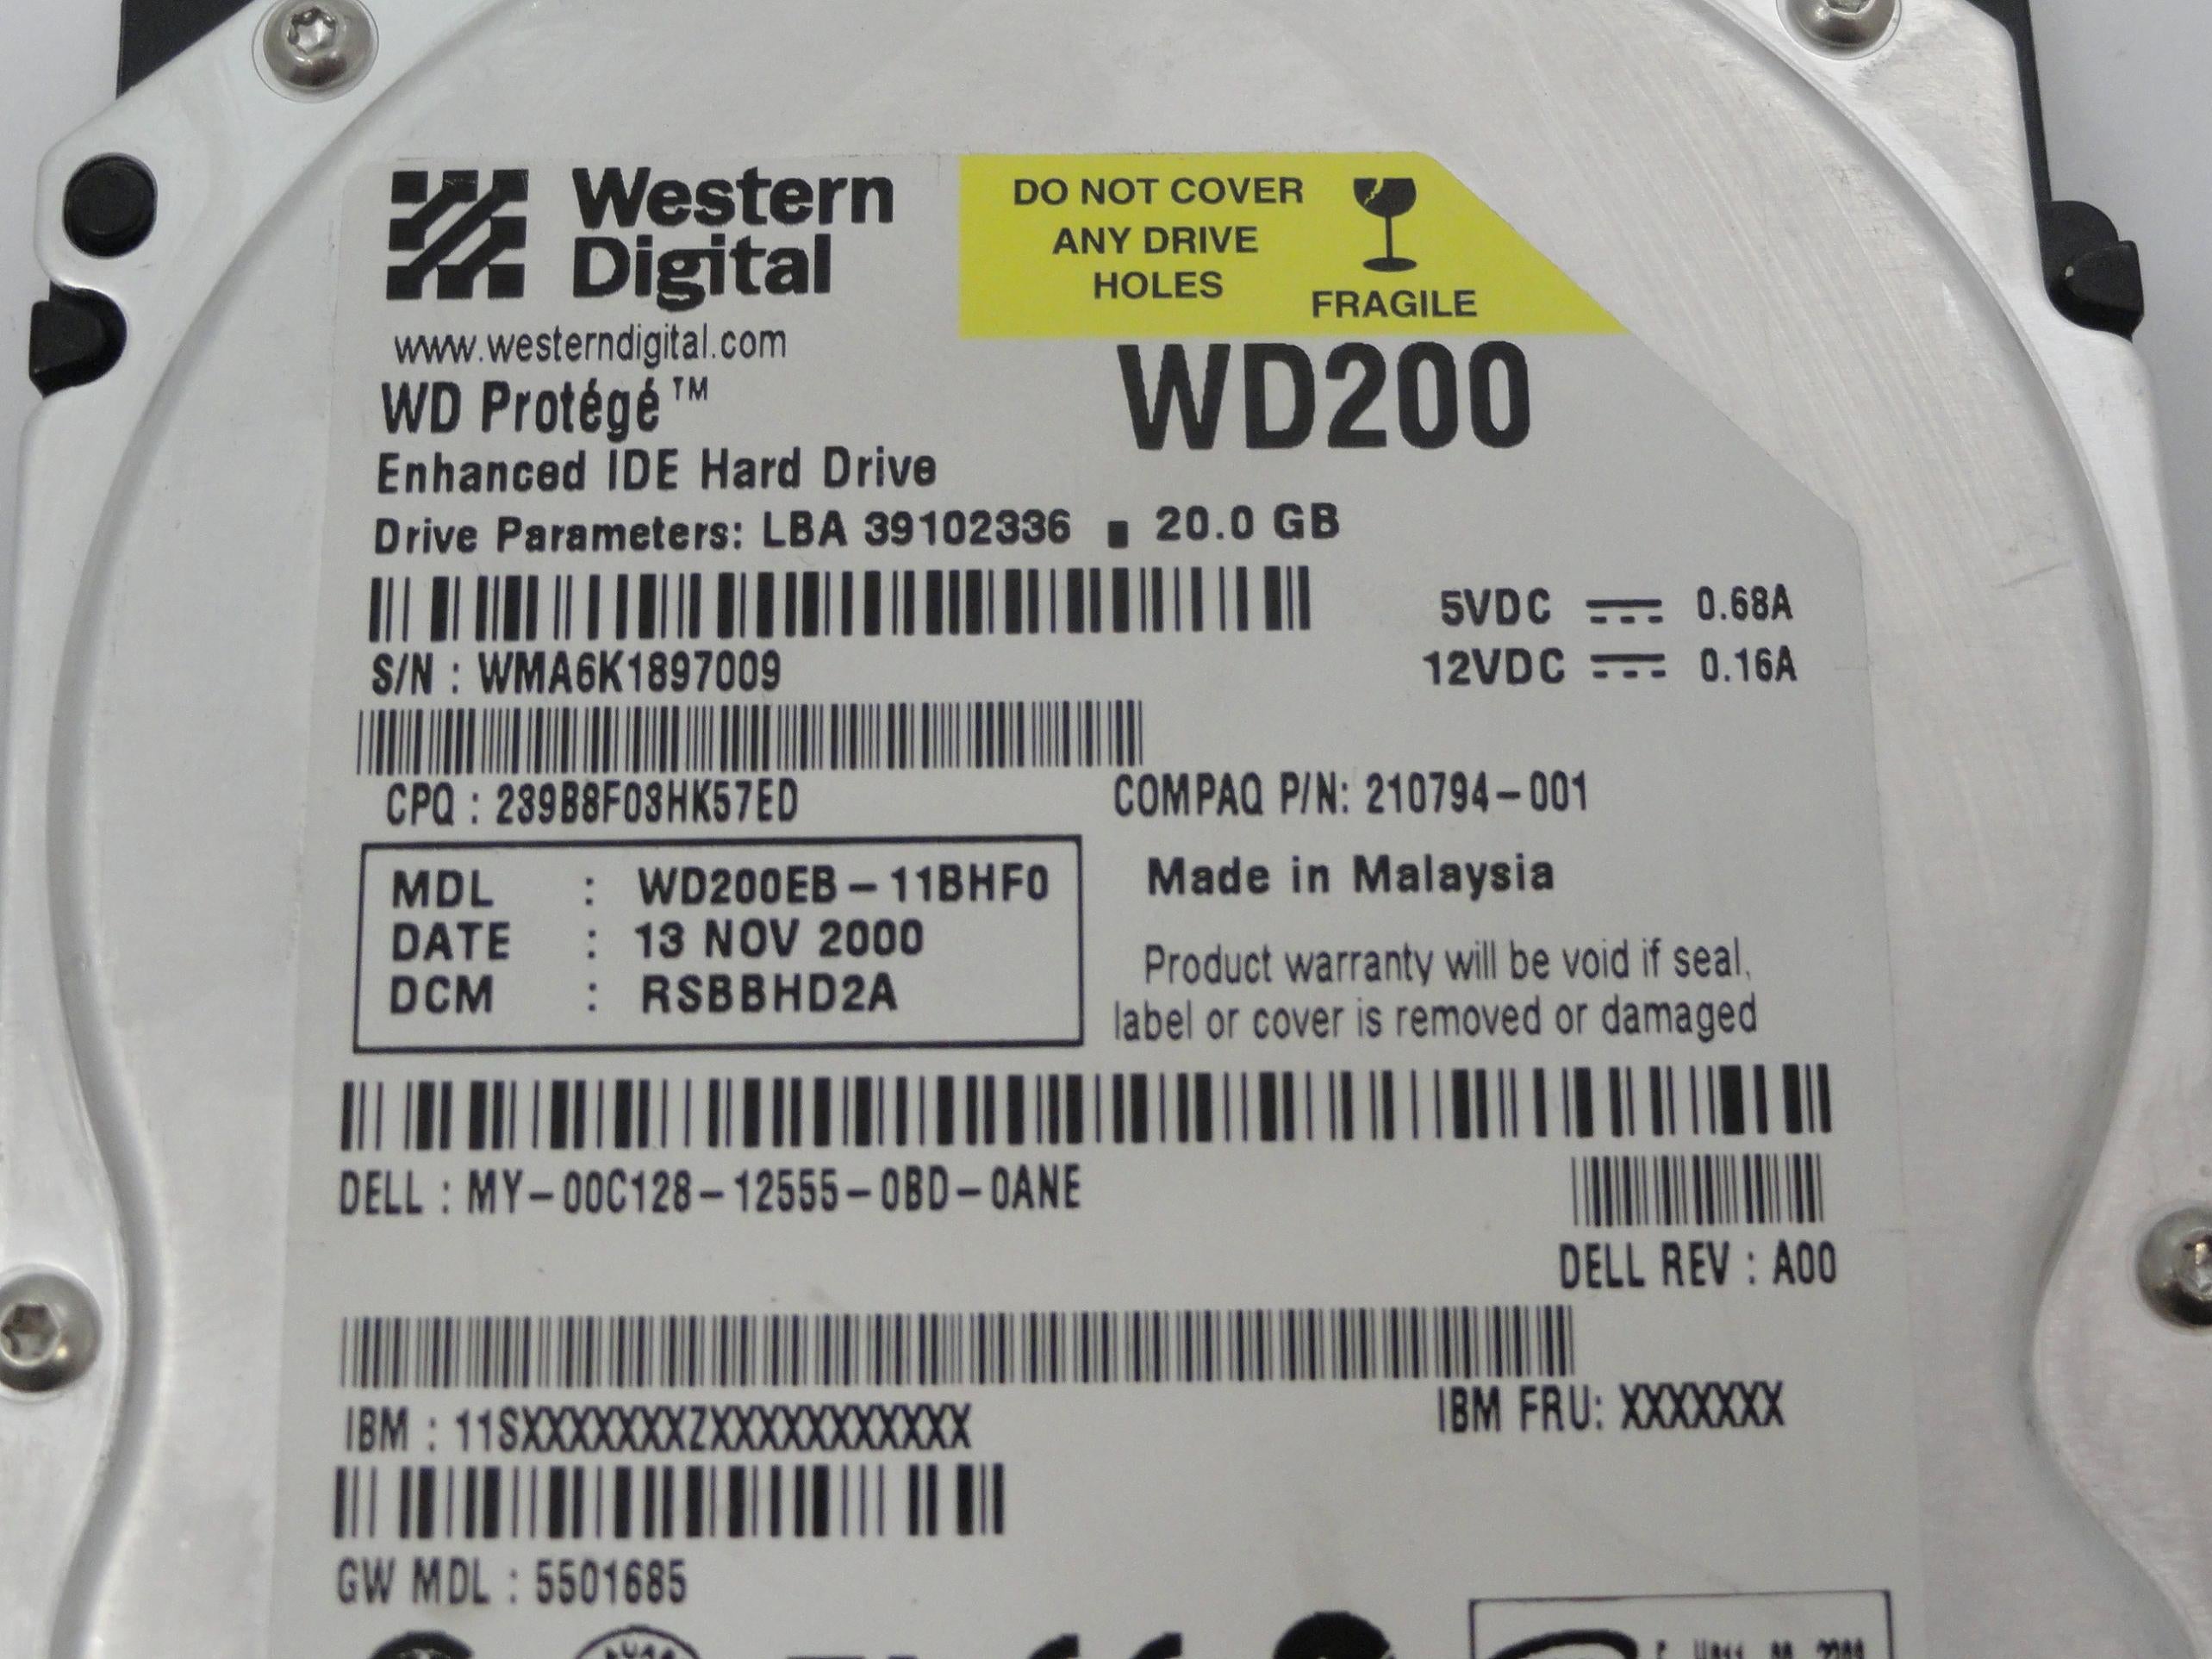 Western
Digital
DO NOT COVER
ANY DRIVE
HOLES
FRAGILE
www.westerndigital.com
WD200
WD Protégé™
Enhanced IDE Hard Drive
Drive Parameters: LBA 39102336 ■ 20.0 GB
5VDC 0.68A
12VDC 0.16A
S/N : WMA6K1897009
CPQ : 239B8F03HK57ED
COMPAQ P/N: 210794-001
MDL : WD200EB-11BHF0
DATE : 13 NOV 2000
DCM : RSBBHD2A
Made in Malaysia
Product warranty will be void if seal,
label or cover is removed or damaged
DELL : MY-00C128-12555-0BD-0ANE
DELL REV : A00
IBM : 11SXXXXXXXZXXXXXXXXXXX
IBM FRU: XXXXXXX
GW MDL : 5501685